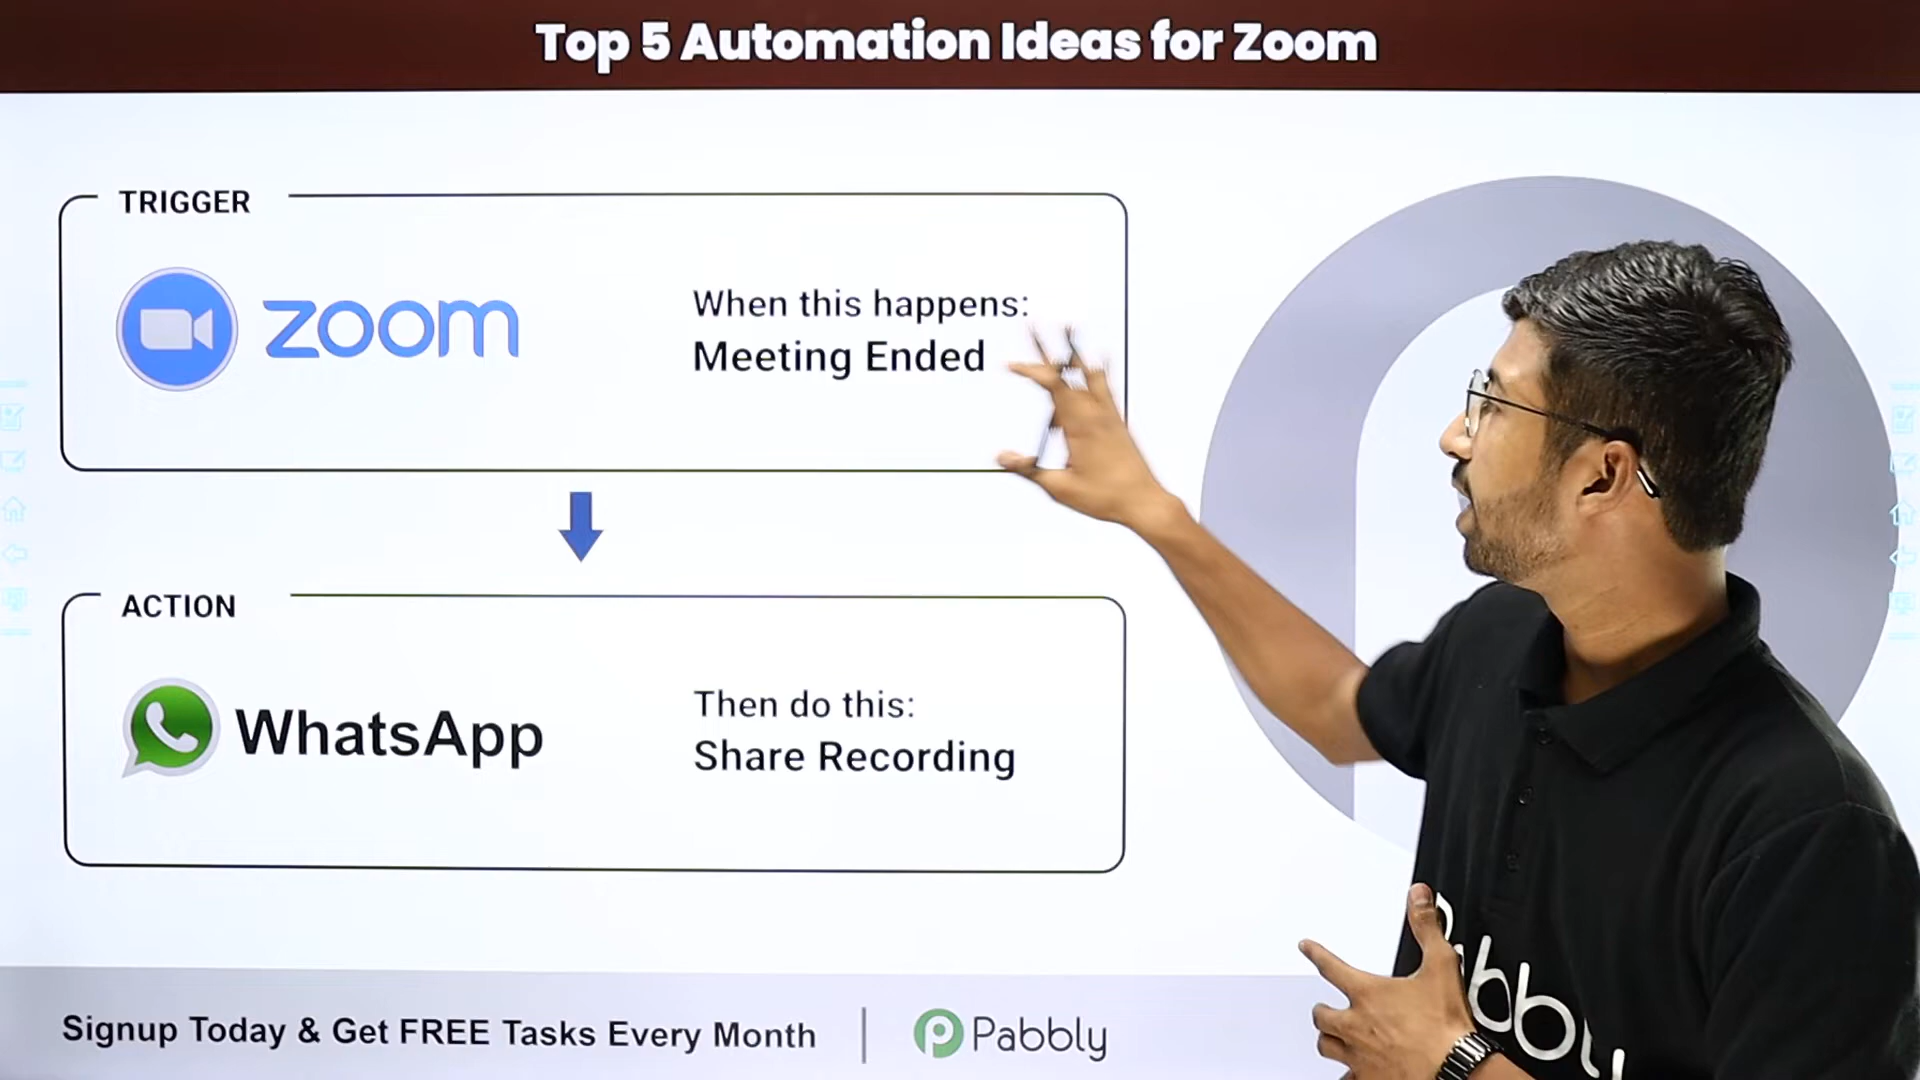 Top 5 Automation Ideas for Zoom
TRIGGER
zoom
When this happens:
Meeting Ended
ACTION
WhatsApp
Then do this:
Share Recording
Signup Today & Get FREE Tasks Every Month
Pabbly
Pabbly